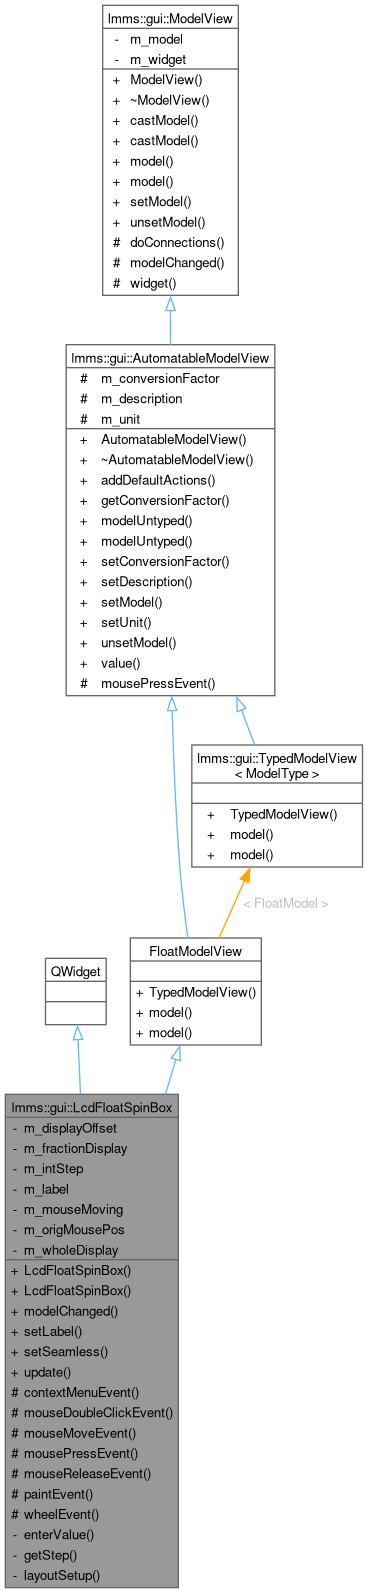 lmms::gui::ModelView
- m_model
- m_widget
+ ModelView()
+ ~ModelView()
+ castModel()
+ castModel()
+ model()
+ model()
+ setModel()
+ unsetModel()
# doConnections()
# modelChanged()
# widget()
lmms::gui::AutomatableModelView
# m_conversionFactor
# m_description
# m_unit
+ AutomatableModelView()
+ ~AutomatableModelView()
+ addDefaultActions()
+ getConversionFactor()
+ modelUntyped()
+ modelUntyped()
+ setConversionFactor()
+ setDescription()
+ setModel()
+ setUnit()
+ unsetModel()
+ value()
# mousePressEvent()
lmms::gui::TypedModelView
< ModelType >
+ TypedModelView()
+ model()
+ model()
< FloatModel >
FloatModelView
+ TypedModelView()
+ model()
+ model()
QWidget
lmms::gui::LcdFloatSpinBox
- m_displayOffset
- m_fractionDisplay
- m_intStep
- m_label
- m_mouseMoving
- m_origMousePos
- m_wholeDisplay
+ LcdFloatSpinBox()
+ LcdFloatSpinBox()
+ modelChanged()
+ setLabel()
+ setSeamless()
+ update()
# contextMenuEvent()
# mouseDoubleClickEvent()
# mouseMoveEvent()
# mousePressEvent()
# mouseReleaseEvent()
# paintEvent()
# wheelEvent()
- enterValue()
- getStep()
- layoutSetup()